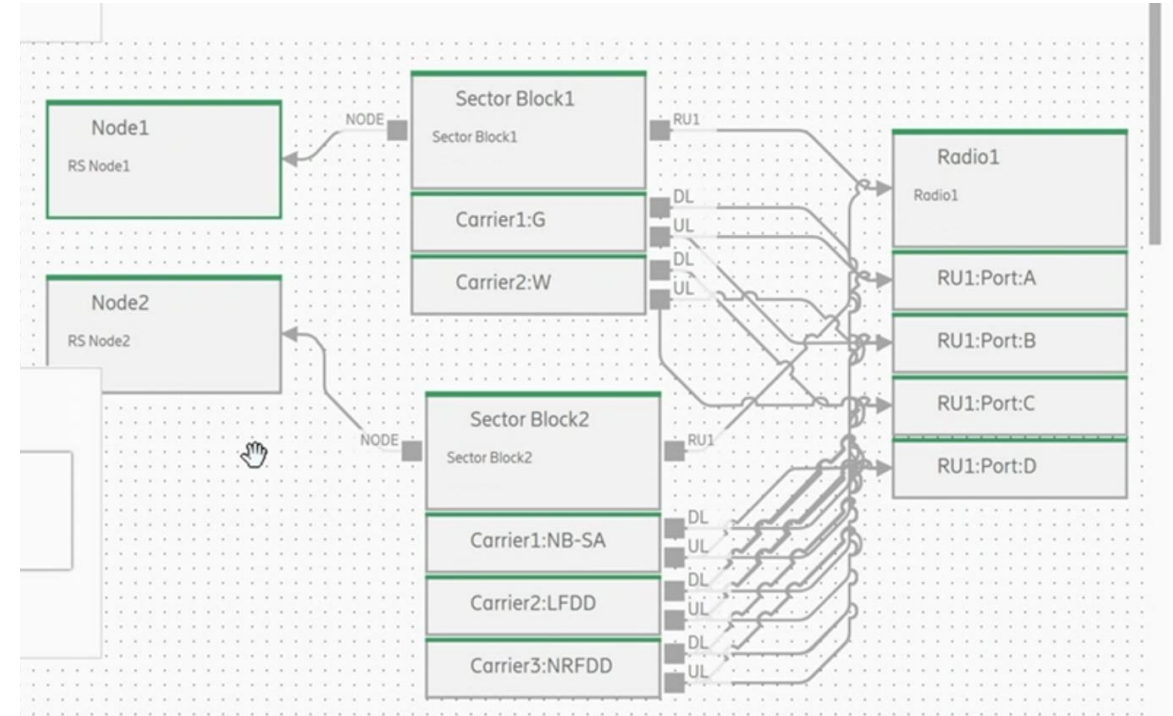 Node1
RS Node1
Node2
RS Node2
NODE
Sector Block1
Sector Block1
RU1
Carrier1:G
DL
UL
Carrier2:W
DL
UL
NODE
Sector Block2
Sector Block2
RU1
Carrier1:NB-SA
DL
UL
Carrier2:LFDD
DL
UL
Carrier3:NRFDD
DL
UL
Radio1
Radio1
RU1:Port:A
RU1:Port:B
RU1:Port:C
RU1:Port:D